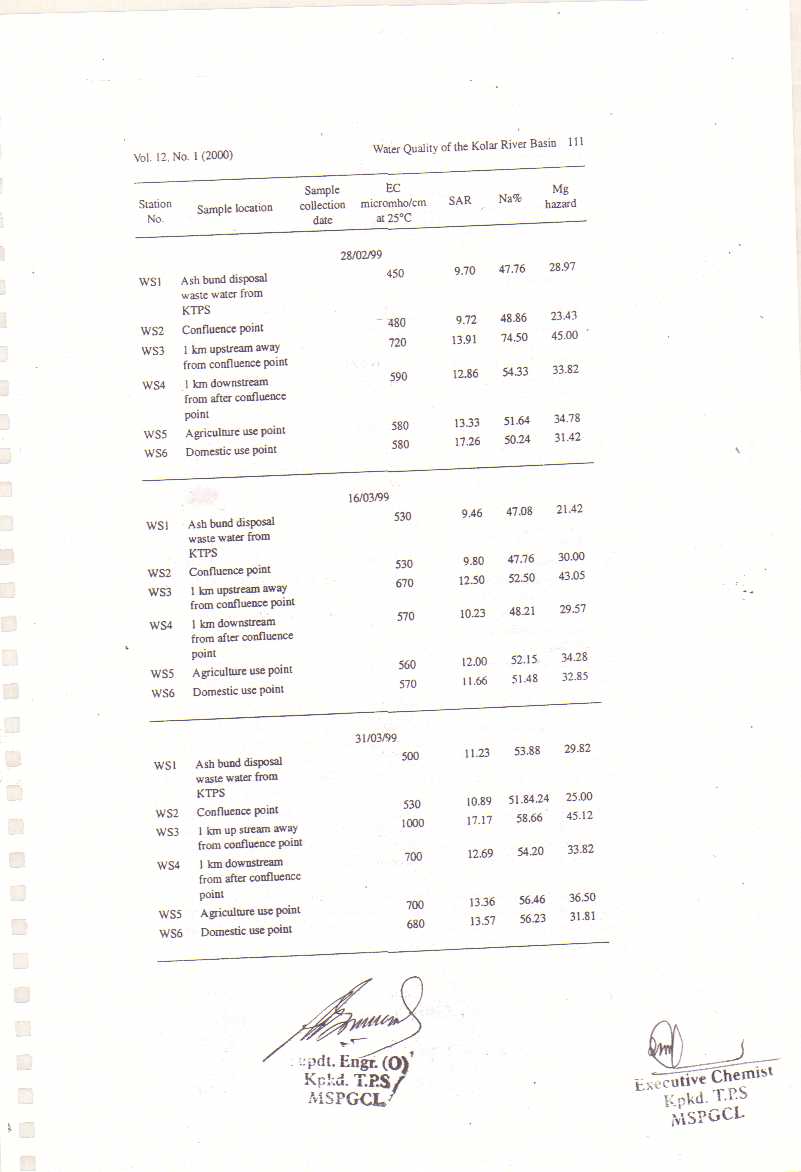 Vol. 12, No. 1 (2000) Water Quality of the Kolar River Basin 111
Station No. Sample location Sample collection date EC micromho/cm at 25°C SAR Na% Mg hazard
28/02/99
WS1 Ash bund disposal 450 9.70 47.76 28.97
waste water from
KTPS
WS2 Confluence point 480 9.72 48.86 23.43
WS3 1 km upstream away 720 13.91 74.50 45.00
from confluence point
WS4 1 km downstream 590 12.86 54.33 33.82
from after confluence
point
WS5 Agriculture use point 580 13.33 51.64 34.78
WS6 Domestic use point 580 17.26 50.24 31.42
16/03/99
WS1 Ash bund disposal 530 9.46 47.08 21.42
waste water from
KTPS
WS2 Confluence point 530 9.80 47.76 30.00
WS3 1 km upstream away 670 12.50 52.50 43.05
from confluence point
WS4 1 km downstream 570 10.23 48.21 29.57
from after confluence
point
WS5 Agriculture use point 560 12.00 52.15 34.28
WS6 Domestic use point 570 11.66 51.48 32.85
31/03/99
WS1 Ash bund disposal 500 11.23 53.88 29.82
waste water from
KTPS
WS2 Confluence point 530 10.89 51.84.24 25.00
WS3 1 km up stream away 1000 17.17 58.66 45.12
from confluence point
WS4 1 km downstream 700 12.69 54.20 33.82
from after confluence
point
WS5 Agriculture use point 700 13.36 56.46 36.50
WS6 Domestic use point 680 13.57 56.23 31.81
updt. Engr. (O)
Kpkd. T.P.S
MSPGCL
Executive Chemist
Kpkd. T.P.S
MSPGCL